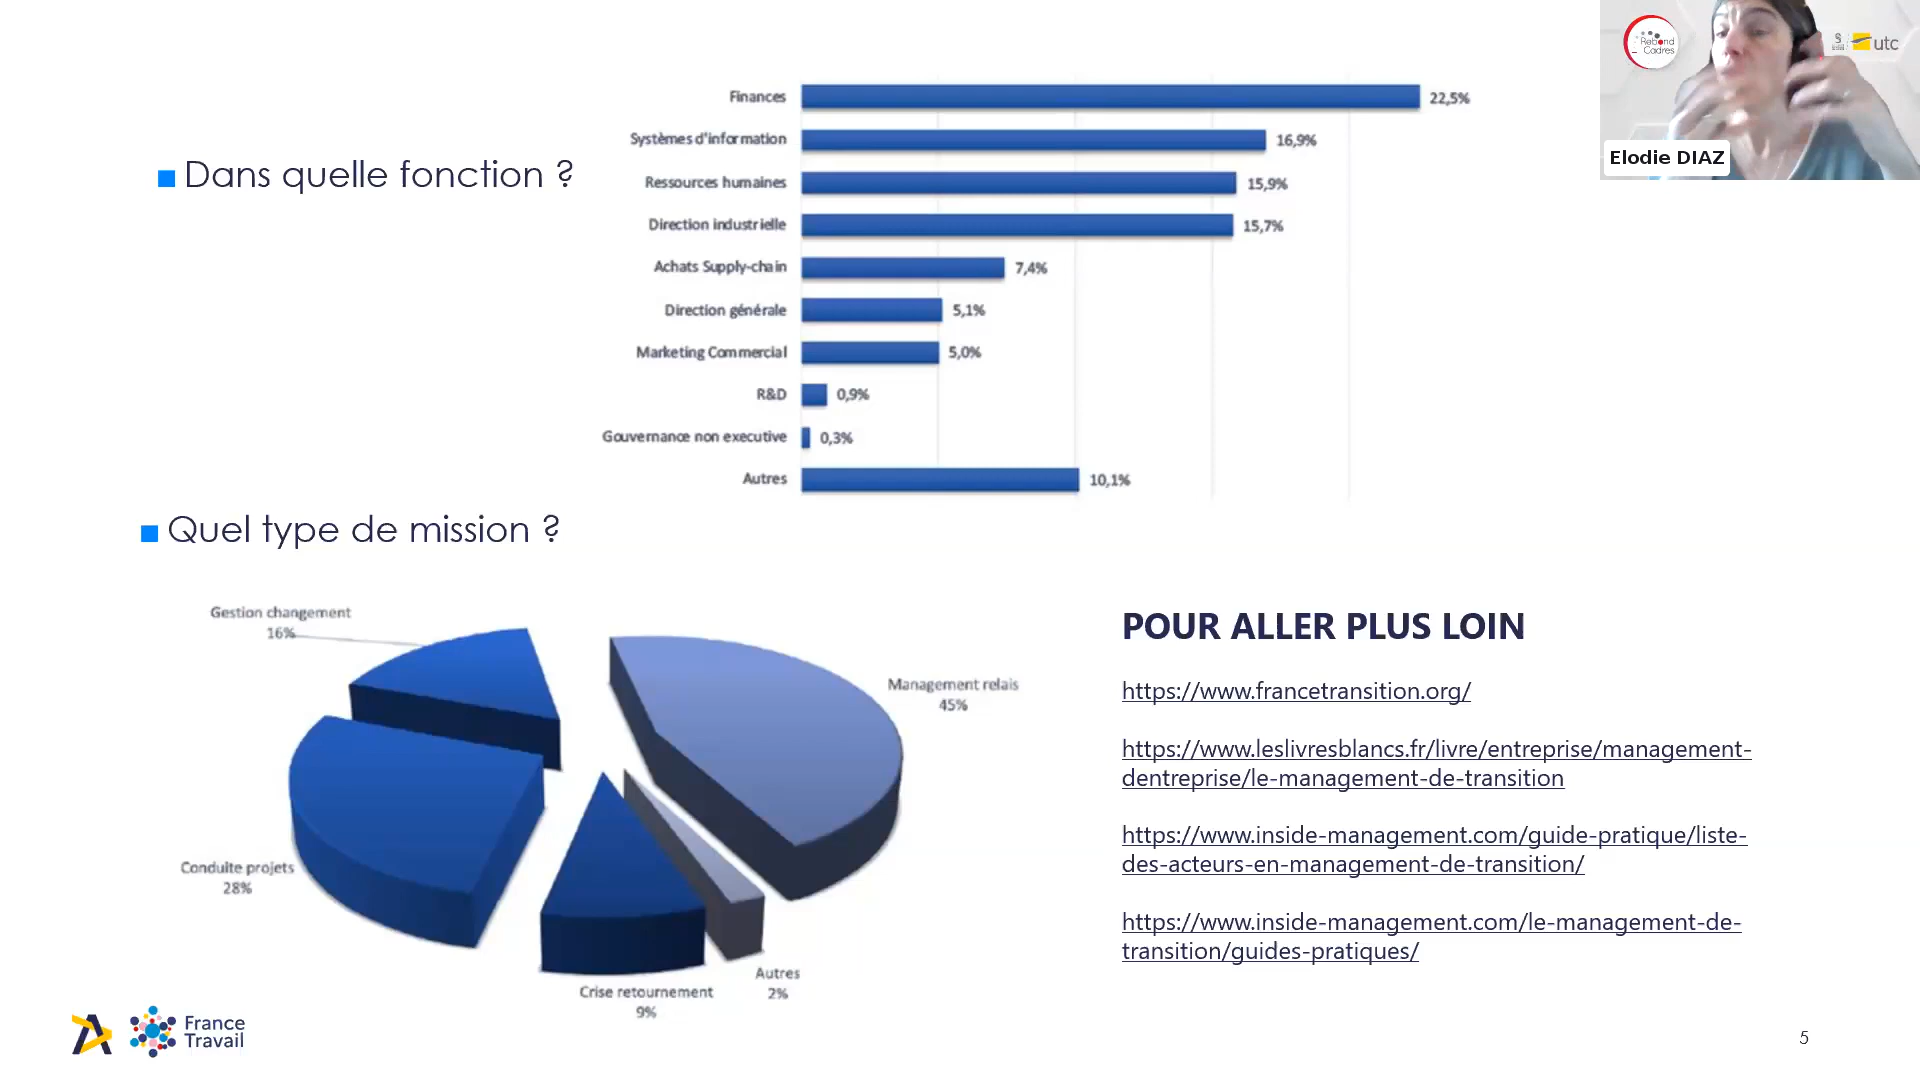 Dans quelle fonction ?
Finances
22,5%
Systèmes d'information
16,9%
Ressources humaines
15,9%
Direction industrielle
15,7%
Achats Supply-chain
7,4%
Direction générale
5,1%
Marketing Commercial
5,0%
R&D
0,9%
Gouvernance non executive
0,3%
Autres
10,1%
Rebond
Cadres
utc
Elodie DIAZ
Quel type de mission ?
Gestion changement
16%
Management relais
45%
Conduite projets
28%
Autres
2%
Crise retournement
9%
POUR ALLER PLUS LOIN
https://www.francetransition.org/
https://www.leslivresblancs.fr/livre/entreprise/management-
dentreprise/le-management-de-transition
https://www.inside-management.com/guide-pratique/liste-
des-acteurs-en-management-de-transition/
https://www.inside-management.com/le-management-de-
transition/guides-pratiques/
France
Travail
5